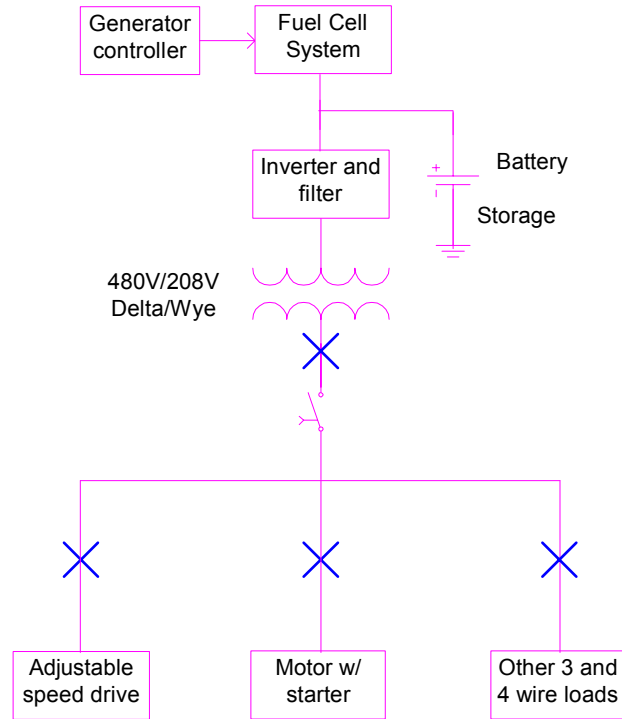 Generator
controller
Fuel Cell
System
Inverter and
filter
+
-
Battery
Storage
480V/208V
Delta/Wye
Adjustable
speed drive
Motor w/
starter
Other 3 and
4 wire loads